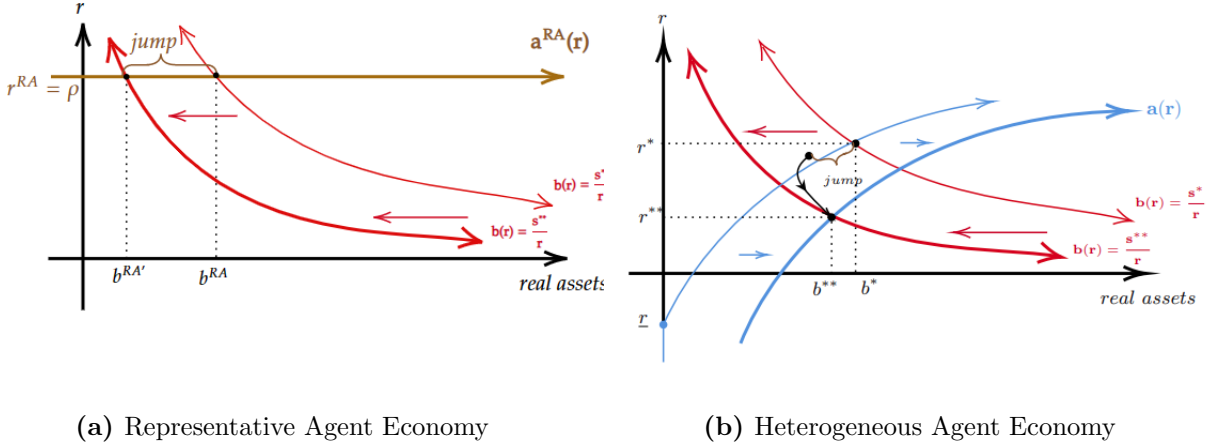 r
jump
a^RA(r)
r^RA = ρ
b(r) = s*/r
b(r) = s**/r
b^RA′
b^RA
real assets
(a) Representative Agent Economy
r
a(r)
r*
jump
r**
b(r) = s*/r
b(r) = s**/r
b**
b*
real assets
r
(b) Heterogeneous Agent Economy